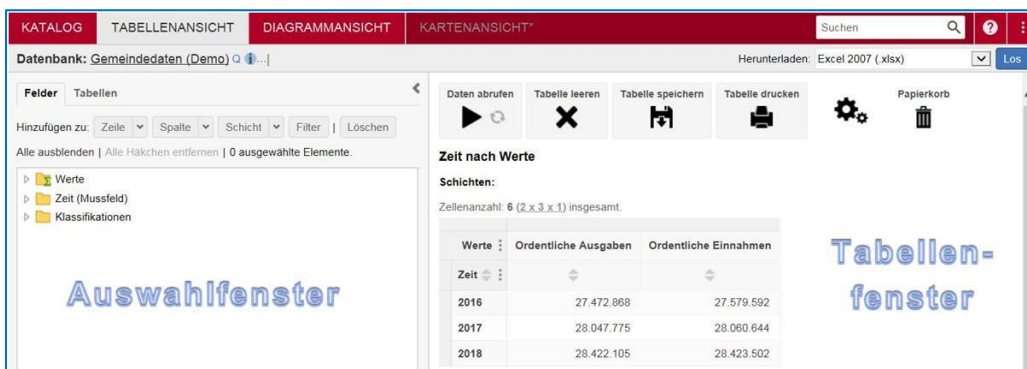 KATALOG TABELLENANSICHT DIAGRAMMANSICHT KARTENANSICHT* Suchen
Datenbank: Gemeindedaten (Demo) ...| Herunterladen: Excel 2007 (.xlsx) Los
Felder Tabellen
Hinzufügen zu: Zeile Spalte Schicht Filter | Löschen
Alle ausblenden | Alle Häkchen entfernen | 0 ausgewählte Elemente.
Werte
Zeit (Mussfeld)
Klassifikationen
Auswahlfenster
Daten abrufen Tabelle leeren Tabelle speichern Tabelle drucken Papierkorb
Zeit nach Werte
Schichten:
Zellenanzahl: 6 (2 x 3 x 1) insgesamt.
Werte Ordentliche Ausgaben Ordentliche Einnahmen
Zeit
2016 27.472.868 27.579.592
2017 28.047.775 28.060.644
2018 28.422.105 28.423.502
Tabellen-
fenster